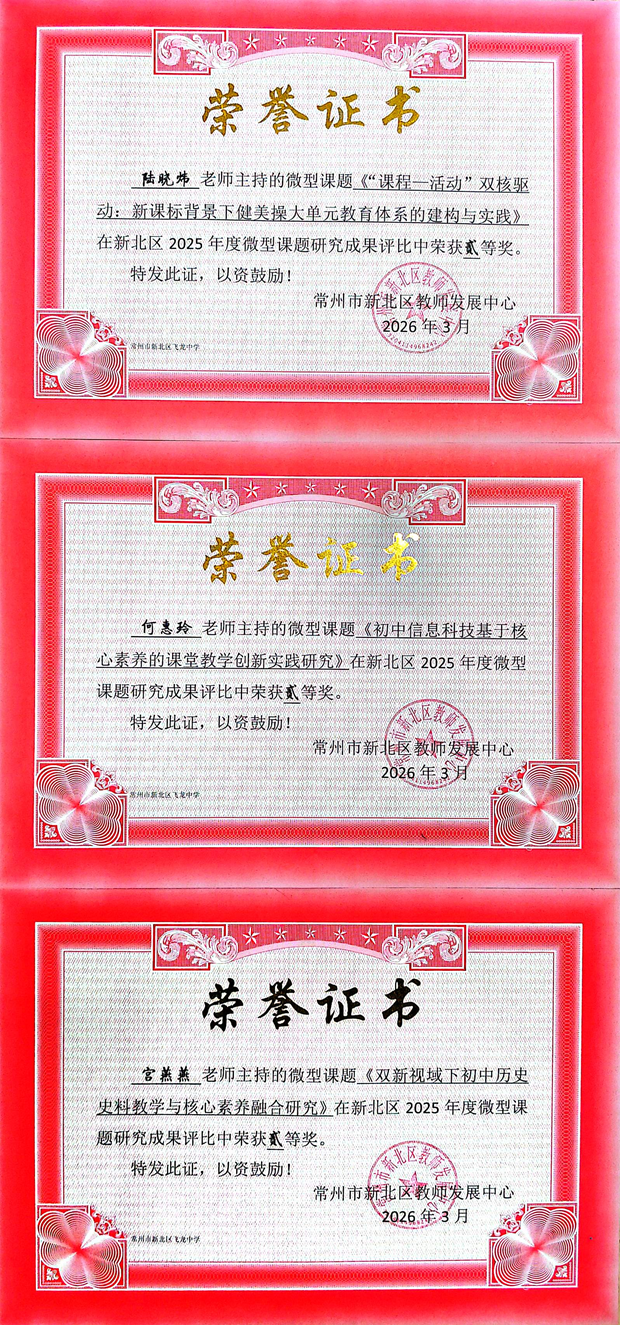 荣誉证书
陆晓炜 老师主持的微型课题《“课程—活动”双核驱
动：新课标背景下健美操大单元教育体系的建构与实践》
在新北区 2025 年度微型课题研究成果评比中荣获贰等奖。
特发此证，以资鼓励！
常州市新北区教师发展中心
2026 年 3 月
常州市新北区飞龙中学
荣誉证书
何惠玲 老师主持的微型课题《初中信息科技基于核
心素养的课堂教学创新实践研究》在新北区 2025 年度微型
课题研究成果评比中荣获贰等奖。
特发此证，以资鼓励！
常州市新北区教师发展中心
2026 年 3 月
常州市新北区飞龙中学
荣誉证书
宫燕燕 老师主持的微型课题《双新视域下初中历史
史料教学与核心素养融合研究》在新北区 2025 年度微型课
题研究成果评比中荣获贰等奖。
特发此证，以资鼓励！
常州市新北区教师发展中心
2026 年 3 月
常州市新北区飞龙中学